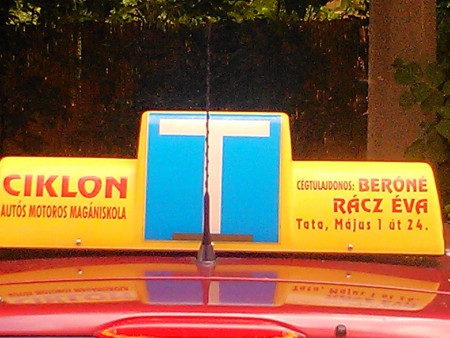 CIKLON
AUTÓS MOTOROS MAGÁNISKOLA
T
CÉGTULAJDONOS: BERÓNÉ
RÁCZ ÉVA
Tata, Május 1 út 24.